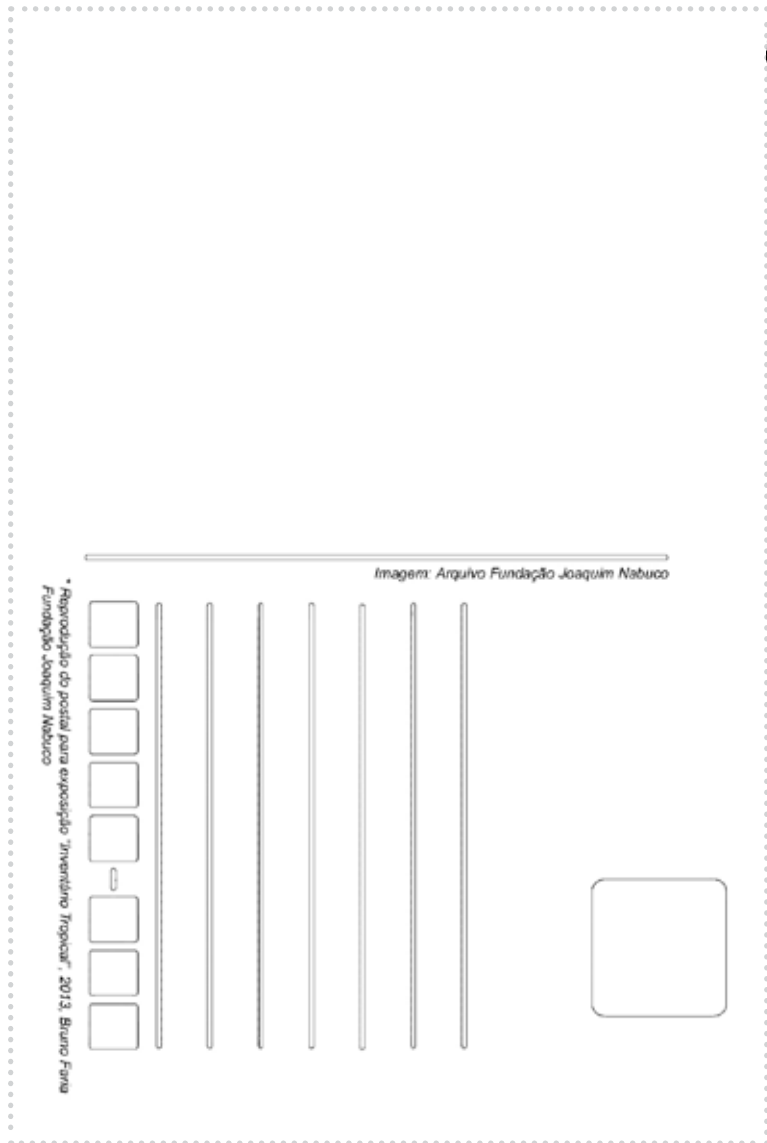 Imagem: Arquivo Fundação Joaquim Nabuco
* Reprodução do postal para exposição "Inventário Tropical", 2013, Bruno Faria
Fundação Joaquim Nabuco